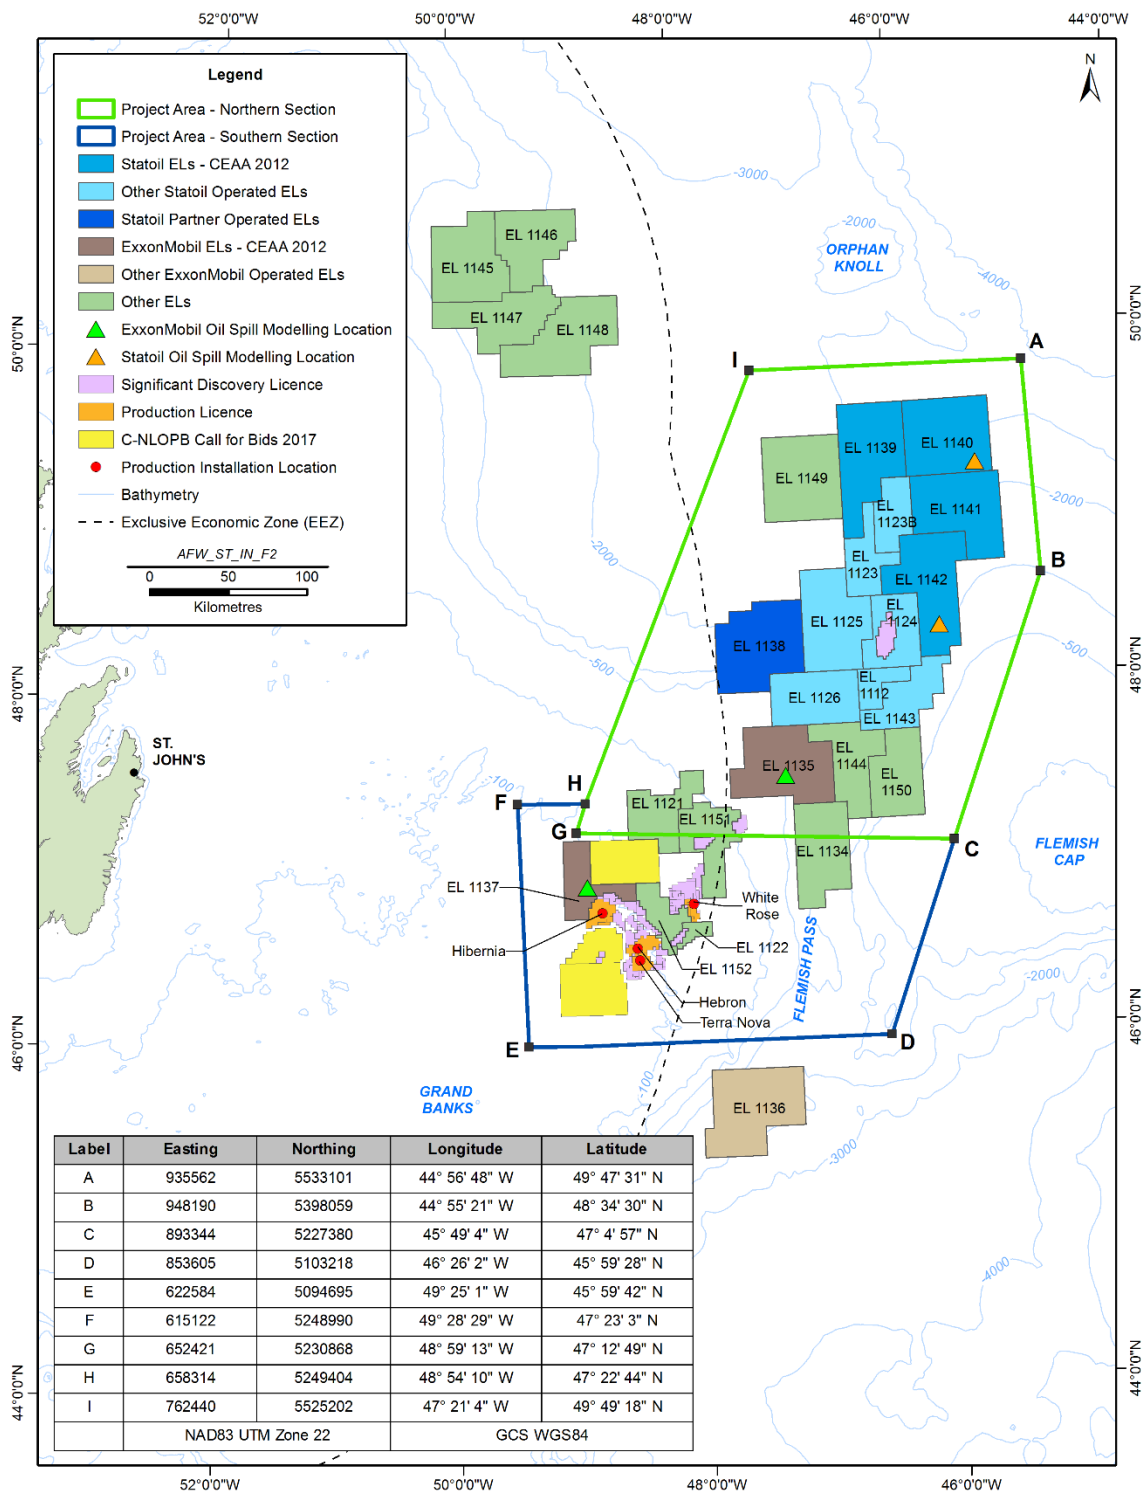 52°0'0"W 50°0'0"W 48°0'0"W 46°0'0"W 44°0'0"W
N
Legend
Project Area - Northern Section
Project Area - Southern Section
Statoil ELs - CEAA 2012
Other Statoil Operated ELs
Statoil Partner Operated ELs
ExxonMobil ELs - CEAA 2012
Other ExxonMobil Operated ELs
Other ELs
ExxonMobil Oil Spill Modelling Location
Statoil Oil Spill Modelling Location
Significant Discovery Licence
Production Licence
C-NLOPB Call for Bids 2017
Production Installation Location
Bathymetry
Exclusive Economic Zone (EEZ)
AFW_ST_IN_F2
0 50 100
Kilometres
-3000
-2000
ORPHAN
KNOLL
-4000
EL 1146
EL 1145
EL 1147
EL 1148
50°0'0"N
50°0'0"N
I
A
EL 1139
EL 1140
EL 1149
-2000
EL 1141
EL
1123B
-2000
EL
1123
B
EL 1142
EL 1125
EL
1124
EL 1138
-500
-500
48°0'0"N
48°0'0"N
EL
1112
EL 1126
EL 1143
ST.
JOHN'S
EL 1135
EL
1144
EL
1150
-100
F
H
G
EL 1121
EL 1151
EL 1134
C
FLEMISH
CAP
EL 1137
White
Rose
Hibernia
EL 1122
EL 1152
FLEMISH PASS
-2000
Hebron
Terra Nova
46°0'0"N
46°0'0"N
E
D
-100
GRAND
BANKS
EL 1136
-3000
-4000
Label Easting Northing Longitude Latitude
A 935562 5533101 44° 56' 48" W 49° 47' 31" N
B 948190 5398059 44° 55' 21" W 48° 34' 30" N
C 893344 5227380 45° 49' 4" W 47° 4' 57" N
D 853605 5103218 46° 26' 2" W 45° 59' 28" N
E 622584 5094695 49° 25' 1" W 45° 59' 42" N
F 615122 5248990 49° 28' 29" W 47° 23' 3" N
G 652421 5230868 48° 59' 13" W 47° 12' 49" N
H 658314 5249404 48° 54' 10" W 47° 22' 44" N
I 762440 5525202 47° 21' 4" W 49° 49' 18" N
NAD83 UTM Zone 22 GCS WGS84
44°0'0"N
44°0'0"N
52°0'0"W 50°0'0"W 48°0'0"W 46°0'0"W